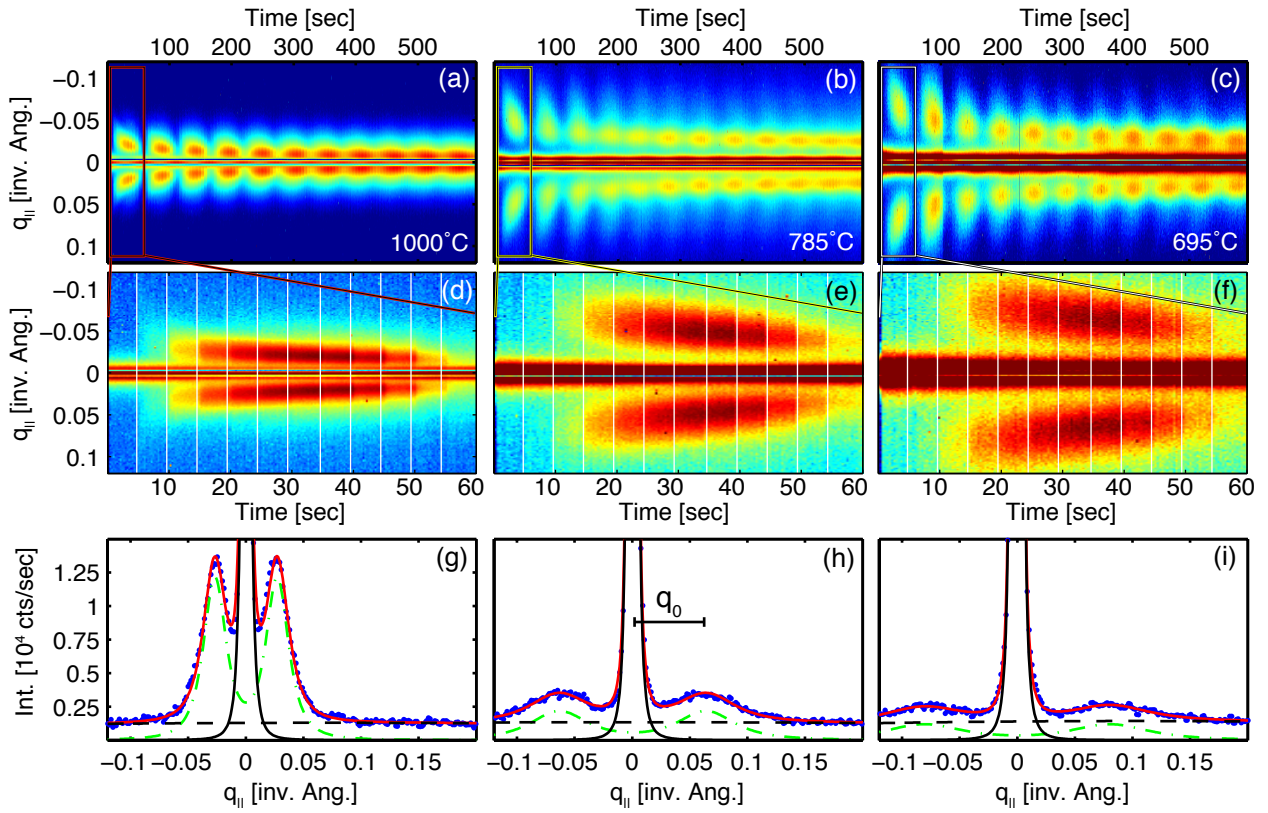 Time [sec] Time [sec] Time [sec]
100 200 300 400 500 100 200 300 400 500 100 200 300 400 500
q|| [inv. Ang.]
−0.1
−0.05
0
0.05
0.1
(a) (b) (c)
1000°C 785°C 695°C
q|| [inv. Ang.]
−0.1
−0.05
0
0.05
0.1
(d) (e) (f)
10 20 30 40 50 60 10 20 30 40 50 60 10 20 30 40 50 60
Time [sec] Time [sec] Time [sec]
Int. [10⁴ cts/sec]
1.25
1
0.75
0.5
0.25
(g) (h) (i)
q₀
−0.1 −0.05 0 0.05 0.1 0.15 −0.1 −0.05 0 0.05 0.1 0.15 −0.1 −0.05 0 0.05 0.1 0.15
q|| [inv. Ang.] q|| [inv. Ang.] q|| [inv. Ang.]